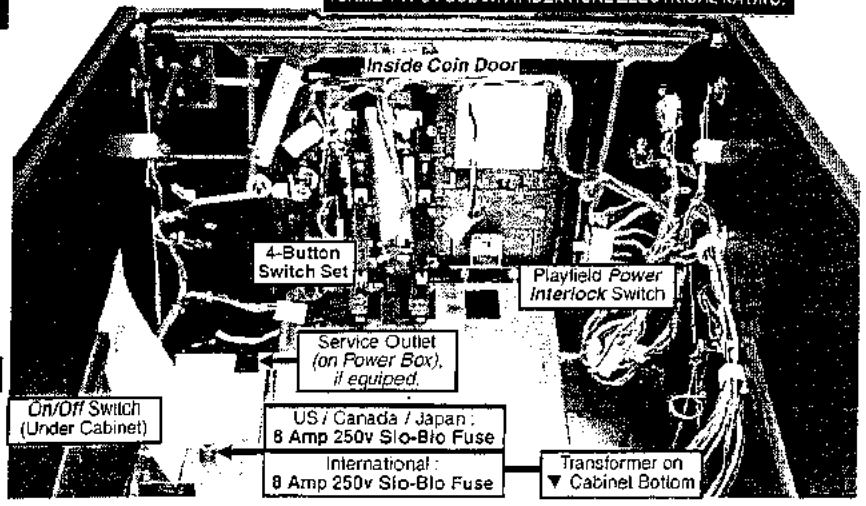 Inside Coin Door
4-Button
Switch Set
Playfield Power
Interlock Switch
Service Outlet
(on Power Box),
if equiped.
On/Off Switch
(Under Cabinet)
US / Canada / Japan :
8 Amp 250v Slo-Blo Fuse
International :
8 Amp 250v Slo-Blo Fuse
Transformer on
▼ Cabinet Bottom